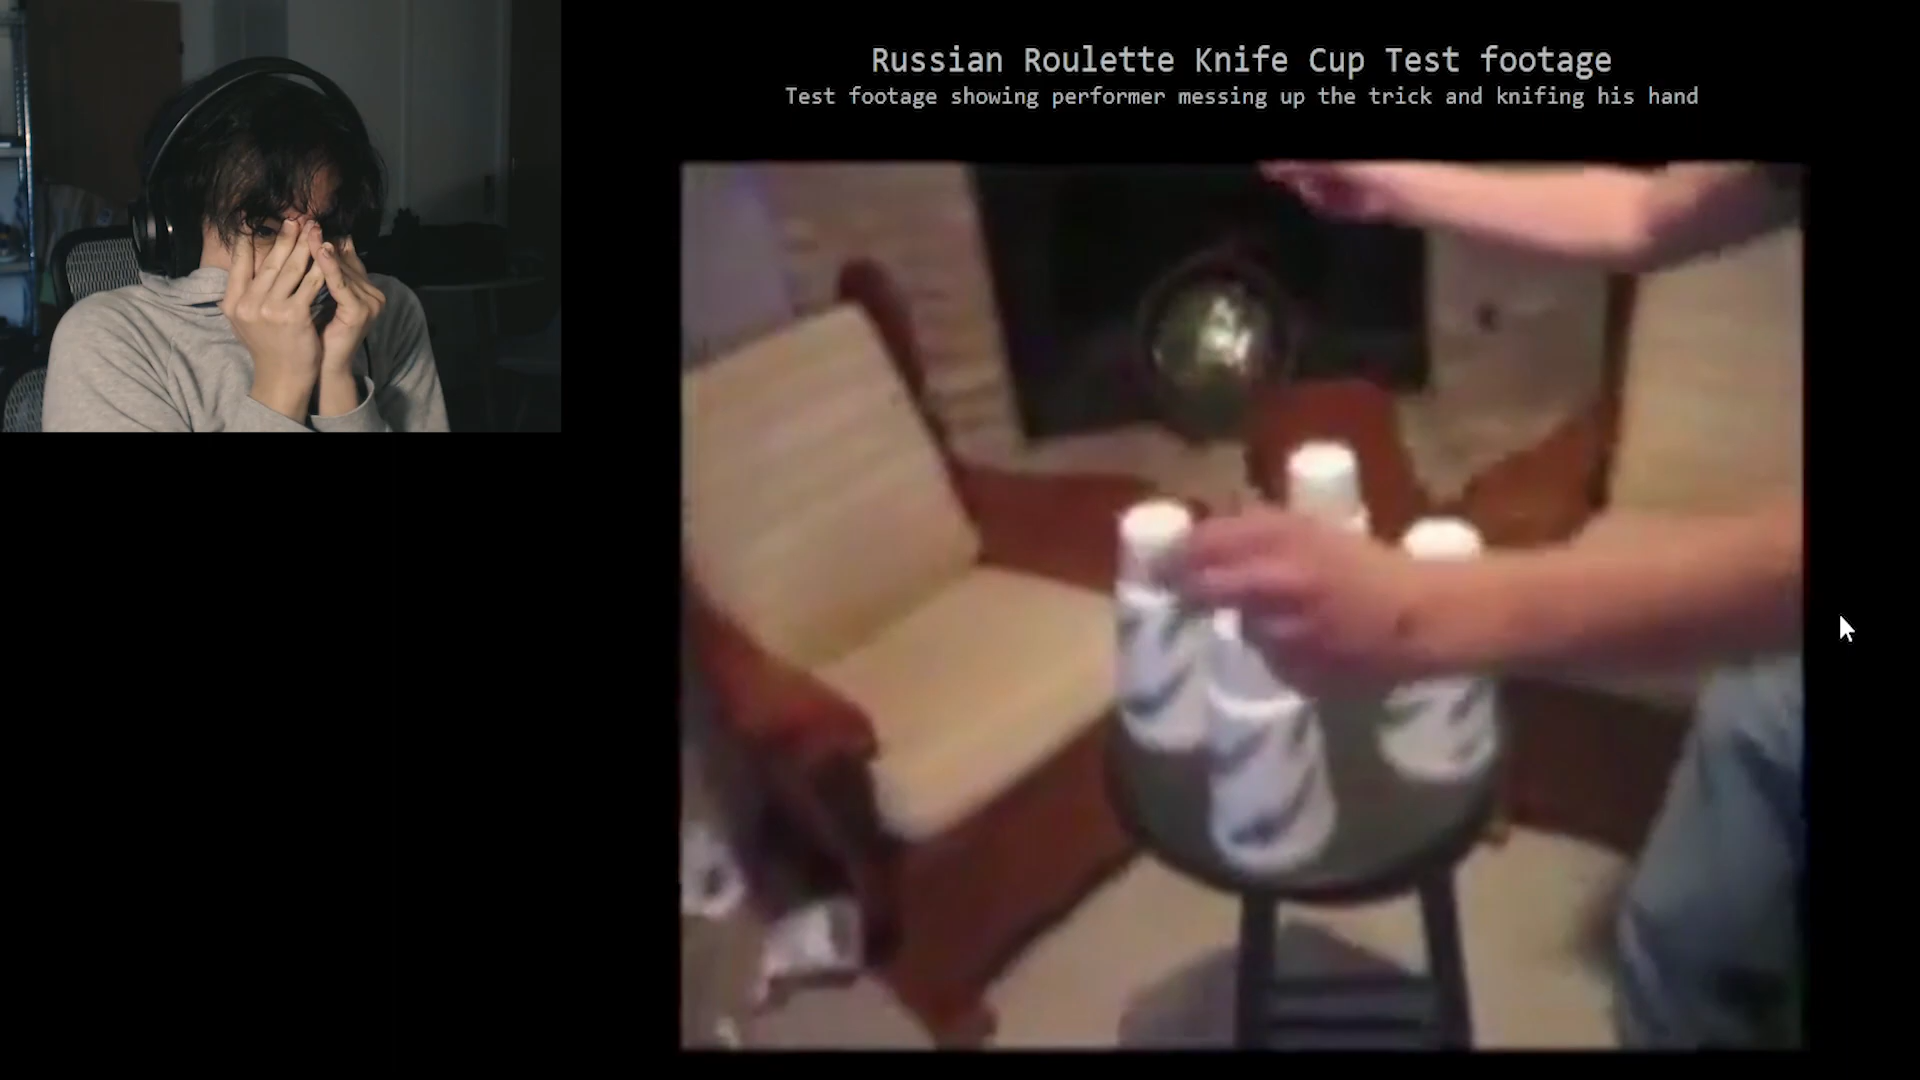 Russian Roulette Knife Cup Test footage
Test footage showing performer messing up the trick and knifing his hand